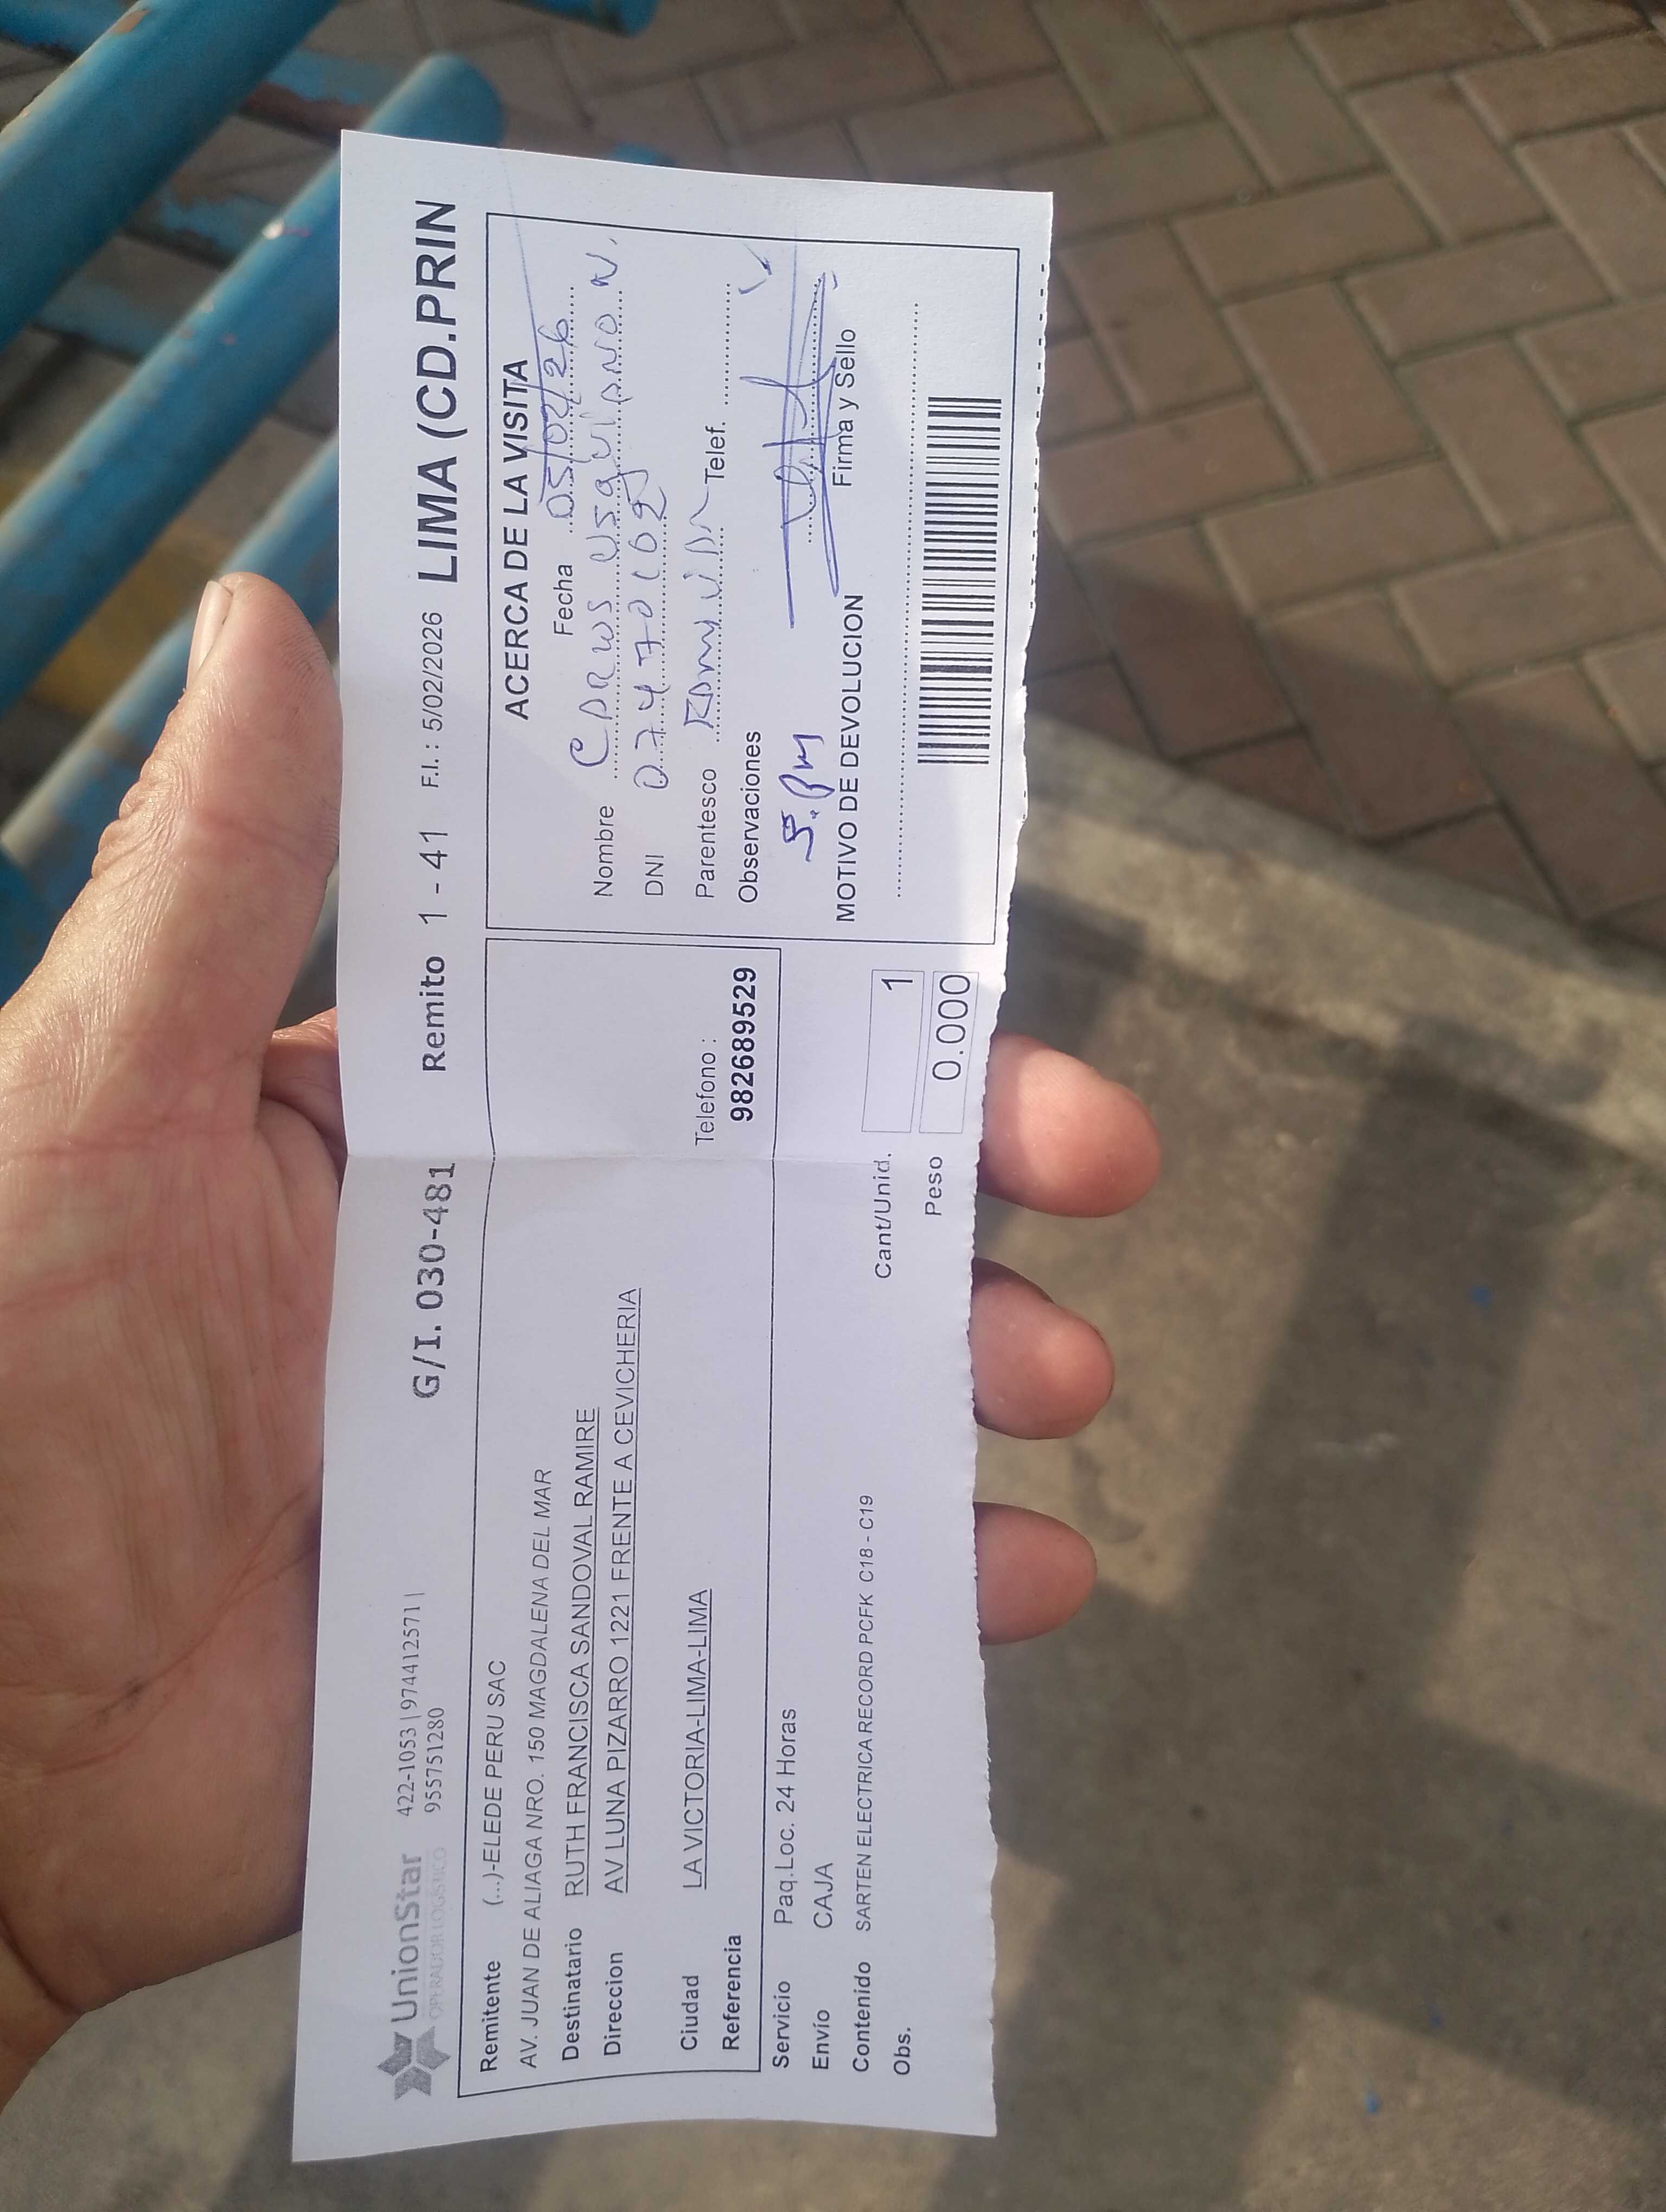 UnionStar
OPERADOR LOGISTICO
422-1053 | 974412571 |
955751280
G/I. 030-481
Remito 1 - 41 F.I.: 5/02/2026 LIMA (CD.PRIN
Remitente (...)-ELEDE PERU SAC
AV. JUAN DE ALIAGA NRO. 150 MAGDALENA DEL MAR
Destinatario RUTH FRANCISCA SANDOVAL RAMIRE
Direccion AV LUNA PIZARRO 1221 FRENTE A CEVICHERIA
Ciudad LA VICTORIA-LIMA-LIMA
Referencia
Telefono :
982689529
Servicio Paq.Loc. 24 Horas
Envío CAJA
Contenido SARTEN ELECTRICA RECORD PCFK C18 - C19
Obs.
Cant/Unid. 1
Peso 0.000
ACERCA DE LA VISITA
Fecha 05/02/26
Nombre
DNI
Parentesco Telef.
Observaciones
5.PM
Firma y Sello
MOTIVO DE DEVOLUCION